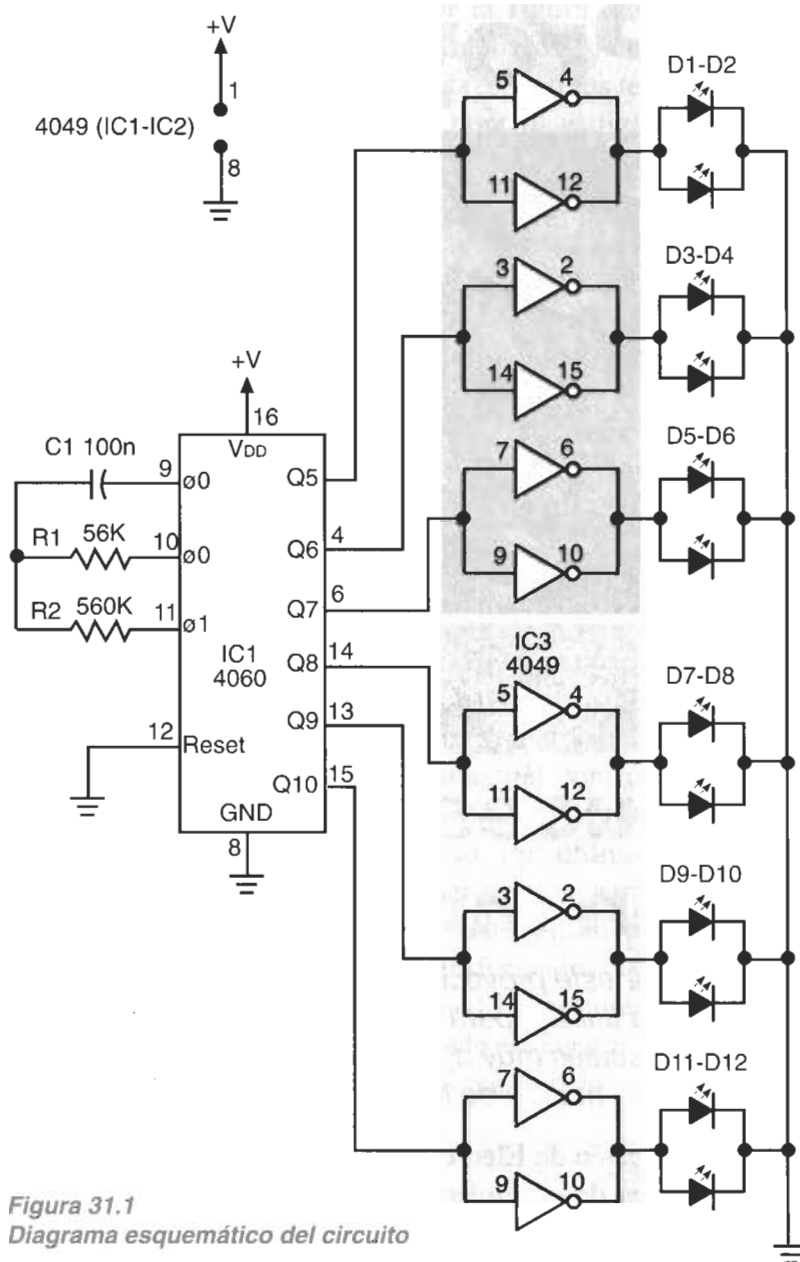 +V
1
4049 (IC1-IC2)
8
5
4
11
12
D1-D2
3
2
14
15
D3-D4
7
6
9
10
D5-D6
+V
16
VDD
C1 100n
9
ø0
Q5
R1
56K
10
ø0
Q6
4
R2
560K
11
ø1
Q7
6
IC1
4060
Q8
14
Q9
13
12
Reset
Q10
15
GND
8
IC3
4049
5
4
11
12
D7-D8
3
2
14
15
D9-D10
7
6
9
10
D11-D12
Figura 31.1
Diagrama esquemático del circuito